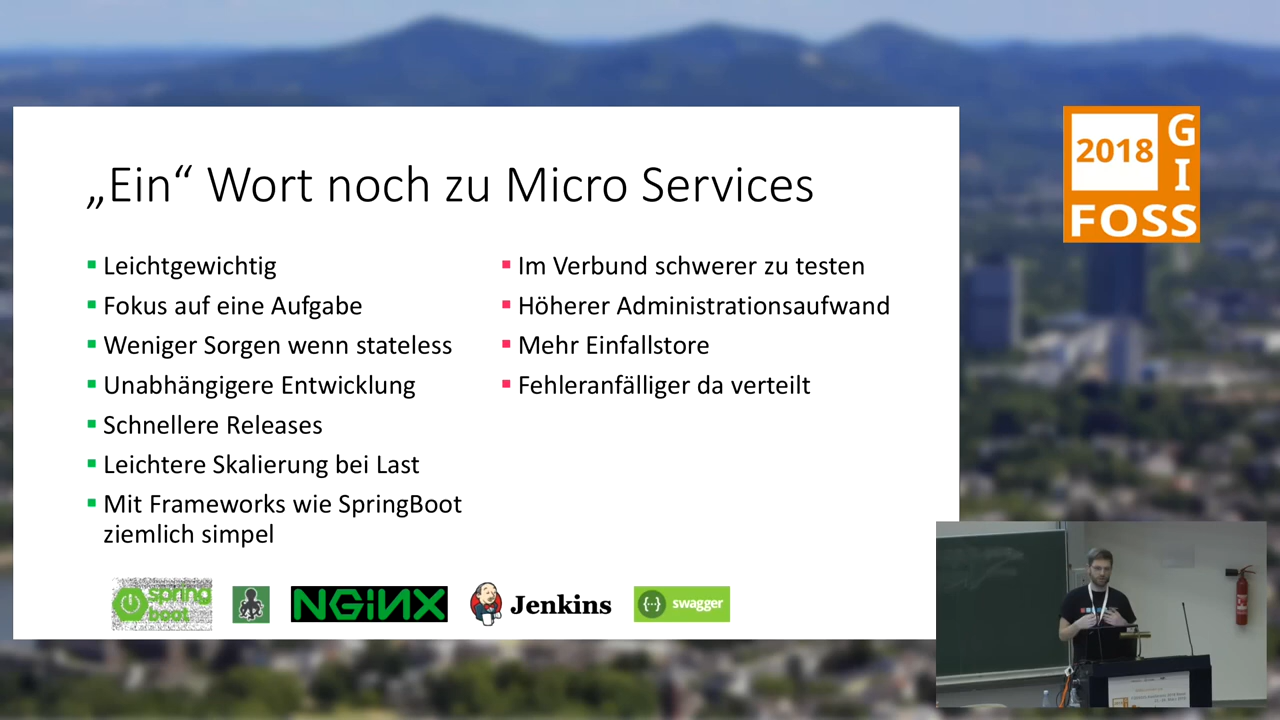 „Ein“ Wort noch zu Micro Services
Leichtgewichtig
Fokus auf eine Aufgabe
Weniger Sorgen wenn stateless
Unabhängigere Entwicklung
Schnellere Releases
Leichtere Skalierung bei Last
Mit Frameworks wie SpringBoot
ziemlich simpel
Im Verbund schwerer zu testen
Höherer Administrationsaufwand
Mehr Einfallstore
Fehleranfälliger da verteilt
spring
boot
NGINX
Jenkins
{···} swagger
2018
GI
FOSS